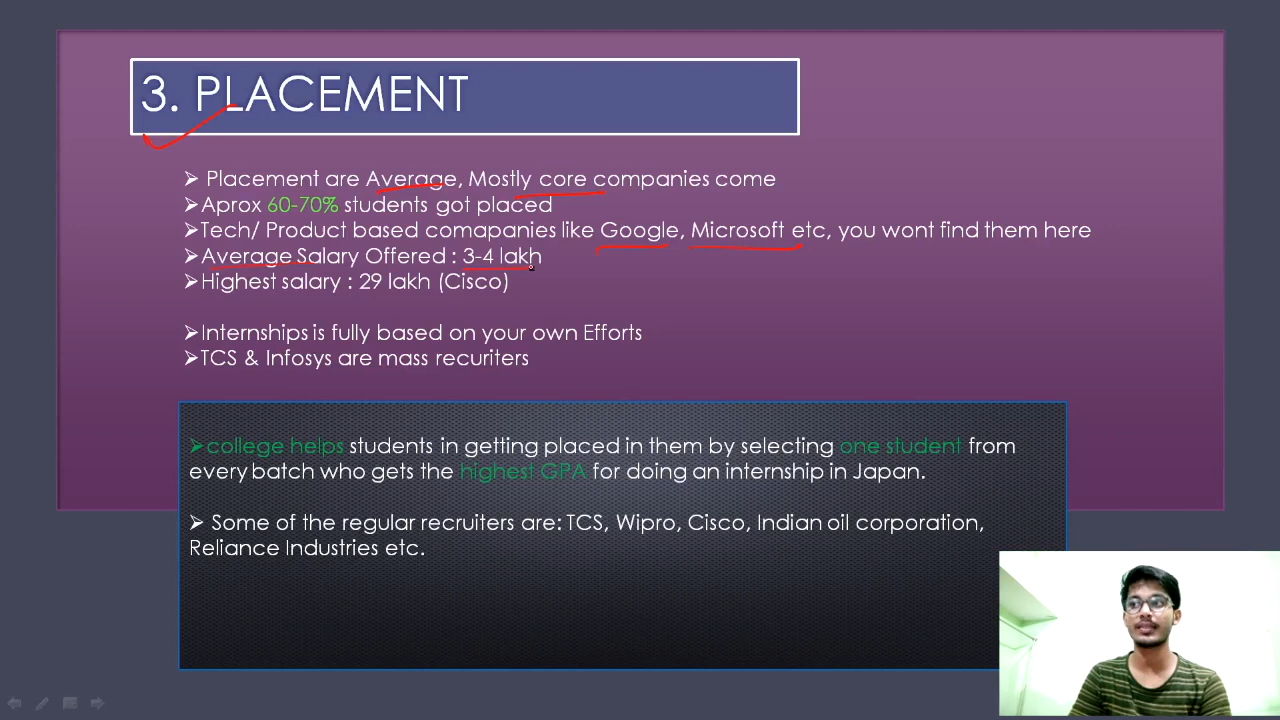 3. PLACEMENT
➢ Placement are Average, Mostly core companies come
➢Aprox 60-70% students got placed
➢Tech/ Product based comapanies like Google, Microsoft etc, you wont find them here
➢Average Salary Offered : 3-4 lakh
➢Highest salary : 29 lakh (Cisco)
➢Internships is fully based on your own Efforts
➢TCS & Infosys are mass recuriters
➢college helps students in getting placed in them by selecting one student from
every batch who gets the highest GPA for doing an internship in Japan.
➢ Some of the regular recruiters are: TCS, Wipro, Cisco, Indian oil corporation,
Reliance Industries etc.